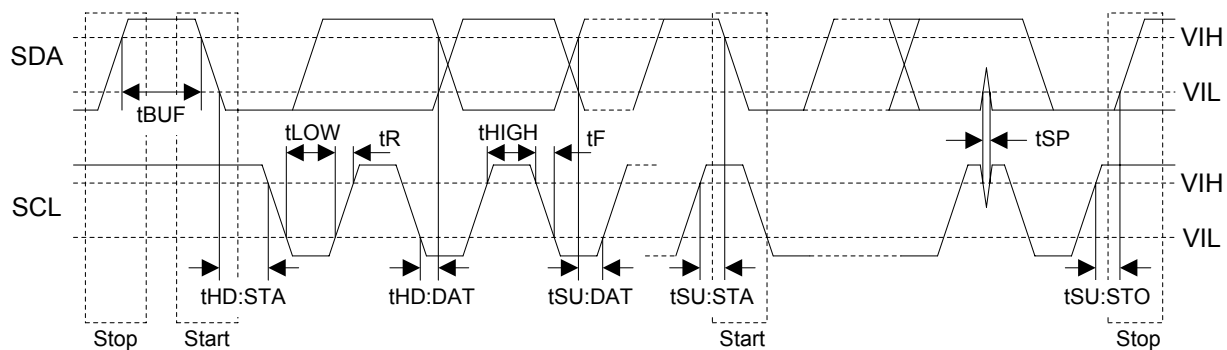 VIH
SDA
VIL
tBUF
tLOW
tR
tHIGH
tF
tSP
VIH
SCL
VIL
tHD:STA
tHD:DAT
tSU:DAT
tSU:STA
tSU:STO
Stop
Start
Start
Stop